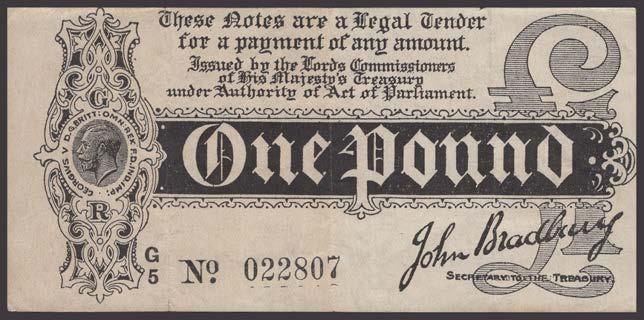 These Notes are a Legal Tender
for a payment of any amount.
Issued by the Lords Commissioners
of His Majesty's Treasury
under Authority of Act of Parliament.
£
G
GEORGIVS V. D.G.BRITT: OMN: REX F.D. IND: IMP:
R
One Pound
£1
G
5
Nº 022807
John Bradbury
SECRETARY TO THE TREASURY.